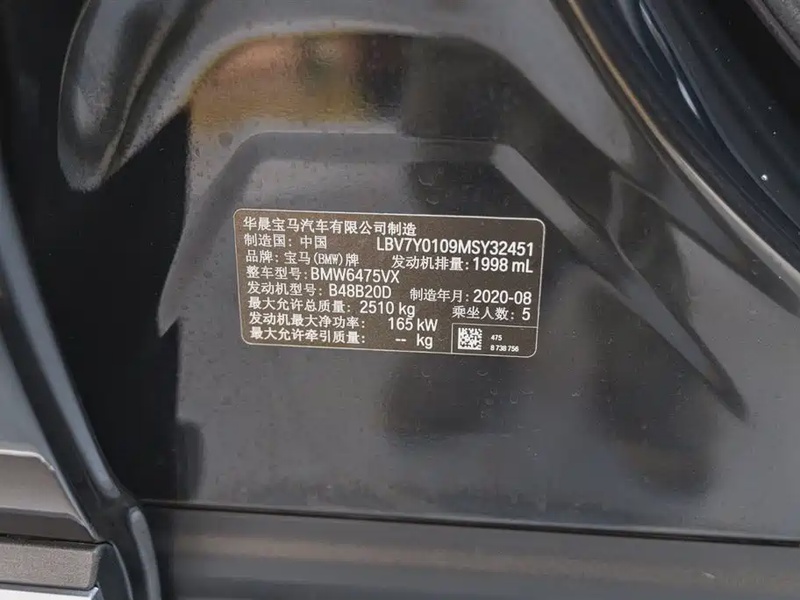 华晨宝马汽车有限公司制造
制造国：中国 LBV7Y0109MSY32451
品牌：宝马(BMW)牌 发动机排量：1998 mL
整车型号：BMW6475VX
发动机型号：B48B20D 制造年月：2020-08
最大允许总质量：2510 kg 乘坐人数：5
发动机最大净功率：165 kW
最大允许牵引质量：-- kg
475
8 738 756